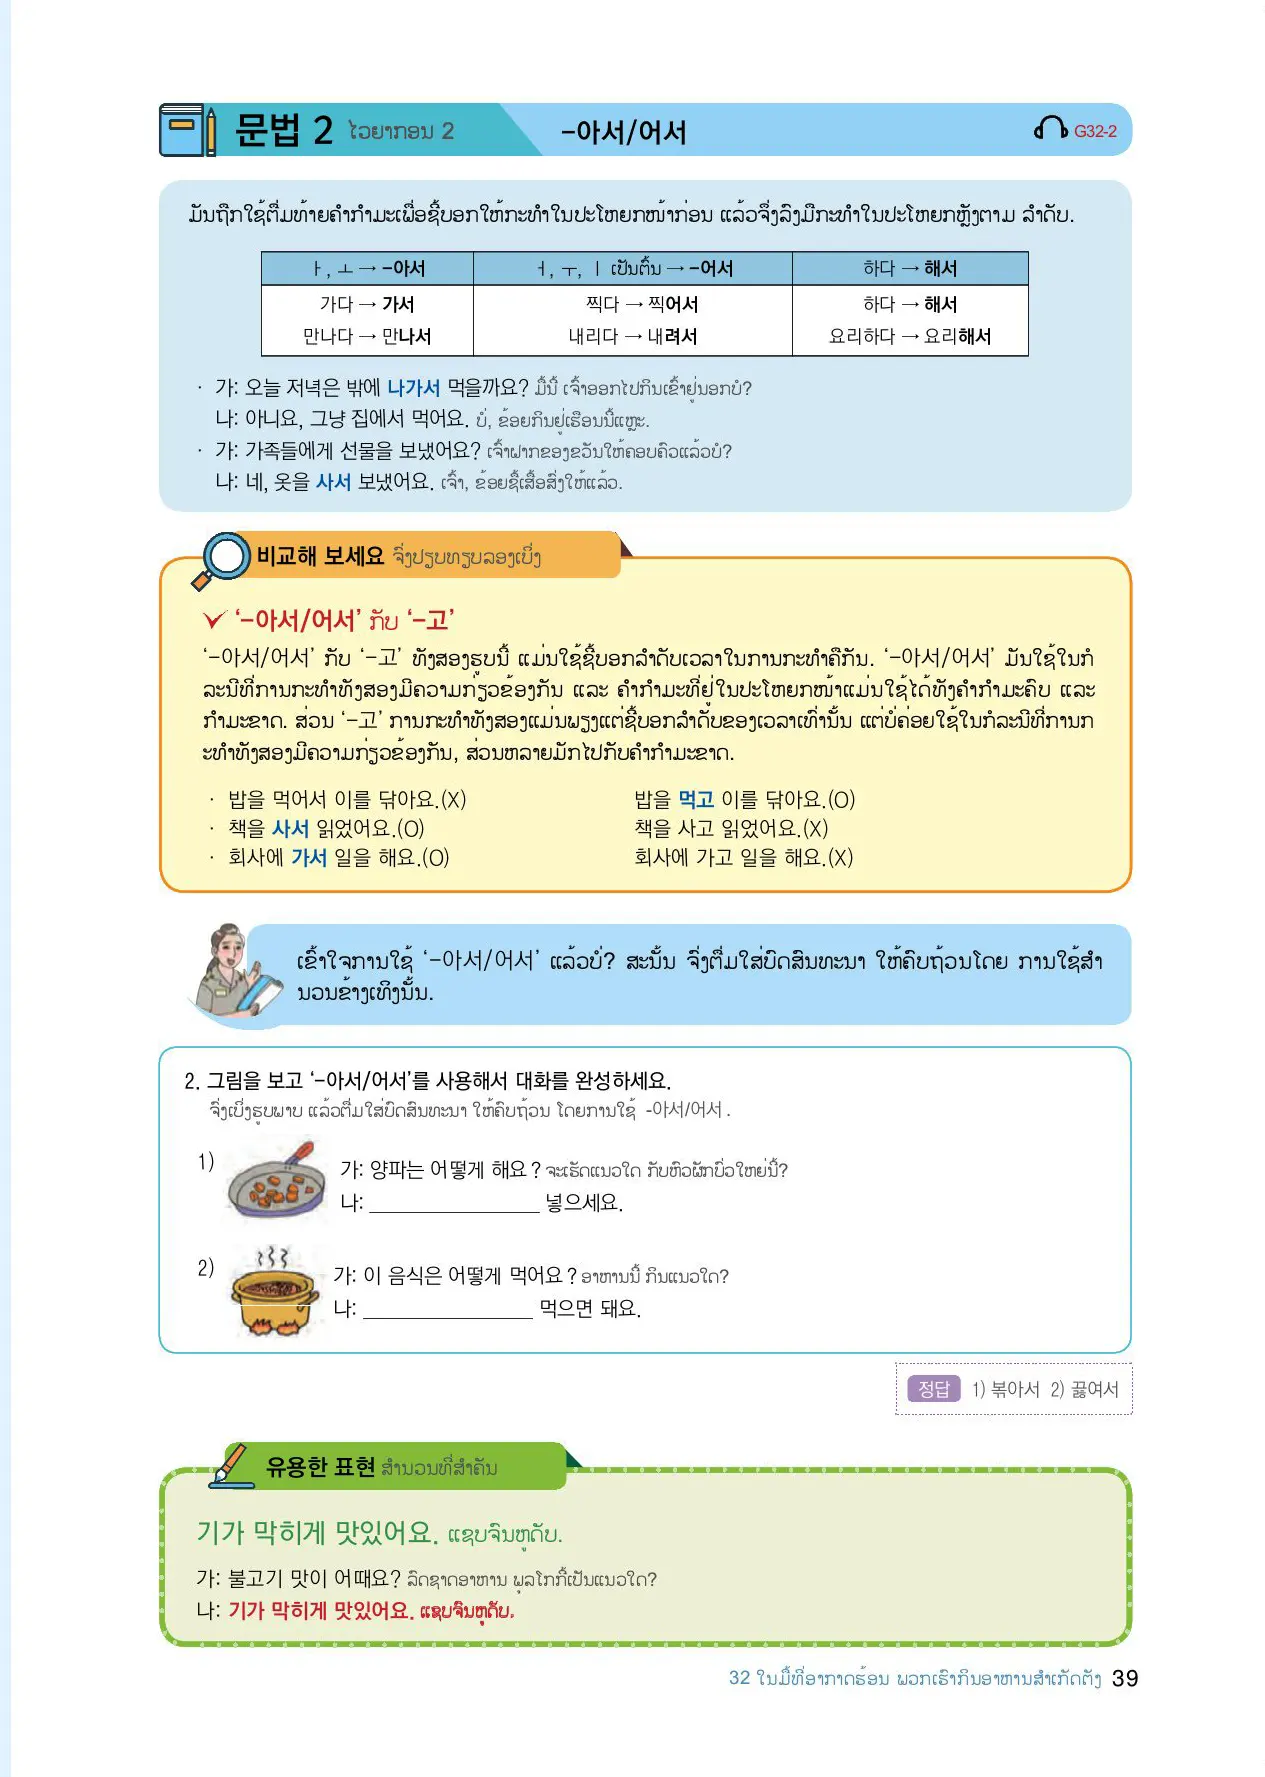 문법 2 ໄວຍາກອນ 2 -아서/어서 G32-2
ມັນຖືກໃຊ້ຕື່ມທ້າຍຄຳກຳມະເພື່ອຊີ້ບອກໃຫ້ກະທຳໃນປະໂຫຍກໜ້າກ່ອນ ແລ້ວຈຶ່ງລົງມືກະທຳໃນປະໂຫຍກຫຼັງຕາມ ລຳດັບ.
ㅏ, ㅗ → -아서 ㅓ, ㅜ, ㅣ ເປັນຕົ້ນ → -어서 하다 → 해서
가다 → 가서 찍다 → 찍어서 하다 → 해서
만나다 → 만나서 내리다 → 내려서 요리하다 → 요리해서
· 가: 오늘 저녁은 밖에 나가서 먹을까요? ມື້ນີ້ ເຈົ້າອອກໄປກິນເຂົ້າຢູ່ນອກບໍ?
나: 아니요, 그냥 집에서 먹어요. ບໍ່, ຂ້ອຍກິນຢູ່ເຮືອນນີ້ແຫຼະ.
· 가: 가족들에게 선물을 보냈어요? ເຈົ້າຝາກຂອງຂວັນໃຫ້ຄອບຄົວແລ້ວບໍ?
나: 네, 옷을 사서 보냈어요. ເຈົ້າ, ຂ້ອຍຊື້ເສື້ອສົ່ງໃຫ້ແລ້ວ.
비교해 보세요 ຈົ່ງປຽບທຽບລອງເບິ່ງ
‘-아서/어서’ ກັບ ‘-고’
‘-아서/어서’ ກັບ ‘-고’ ທັງສອງຮູບນີ້ ແມ່ນໃຊ້ຊີ້ບອກລຳດັບເວລາໃນການກະທຳຄືກັນ. ‘-아서/어서’ ມັນໃຊ້ໃນກໍ
ລະນີທີ່ການກະທຳທັງສອງມີຄວາມກ່ຽວຂ້ອງກັນ ແລະ ຄຳກຳມະທີ່ຢູ່ໃນປະໂຫຍກໜ້າແມ່ນໃຊ້ໄດ້ທັງຄຳກຳມະຄົບ ແລະ
ກຳມະຂາດ. ສ່ວນ ‘-고’ ການກະທຳທັງສອງແມ່ນພຽງແຕ່ຊີ້ບອກລຳດັບຂອງເວລາເທົ່ານັ້ນ ແຕ່ບໍ່ຄ່ອຍໃຊ້ໃນກໍລະນີທີ່ການກ
ະທຳທັງສອງມີຄວາມກ່ຽວຂ້ອງກັນ, ສ່ວນຫລາຍມັກໄປກັບຄຳກຳມະຂາດ.
· 밥을 먹어서 이를 닦아요.(X) 밥을 먹고 이를 닦아요.(O)
· 책을 사서 읽었어요.(O) 책을 사고 읽었어요.(X)
· 회사에 가서 일을 해요.(O) 회사에 가고 일을 해요.(X)
ເຂົ້າໃຈການໃຊ້ ‘-아서/어서’ ແລ້ວບໍ່? ສະນັ້ນ ຈົ່ງຕື່ມໃສ່ບົດສົນທະນາ ໃຫ້ຄົບຖ້ວນໂດຍ ການໃຊ້ສຳ
ນວນຂ້າງເທິງນັ້ນ.
2. 그림을 보고 ‘-아서/어서’를 사용해서 대화를 완성하세요.
ຈົ່ງເບິ່ງຮູບພາບ ແລ້ວຕື່ມໃສ່ບົດສົນທະນາ ໃຫ້ຄົບຖ້ວນ ໂດຍການໃຊ້ -아서/어서 .
1) 가: 양파는 어떻게 해요? ຈະເຮັດແນວໃດ ກັບຫົວຜັກບົ່ວໃຫຍ່ນີ້?
나: ________________ 넣으세요.
2) 가: 이 음식은 어떻게 먹어요? ອາຫານນີ້ ກິນແນວໃດ?
나: ________________ 먹으면 돼요.
정답 1) 볶아서 2) 끓여서
유용한 표현 ສຳນວນທີ່ສຳຄັນ
기가 막히게 맛있어요. ແຊບຈົນຫູດັບ.
가: 불고기 맛이 어때요? ລົດຊາດອາຫານ ພຸລໂກກີ້ເປັນແນວໃດ?
나: 기가 막히게 맛있어요. ແຊບຈົນຫູດັບ.
32 ໃນມື້ທີ່ອາກາດຮ້ອນ ພວກເຮົາກິນອາຫານສຳເກັດຕັງ 39